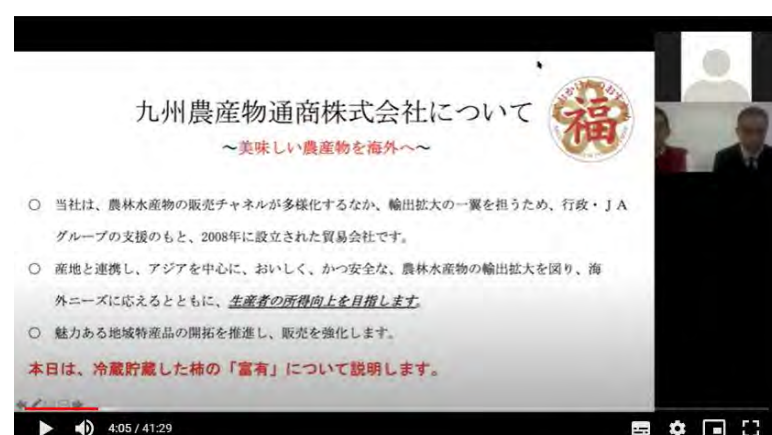 九州農産物通商株式会社について
～美味しい農産物を海外へ～
福
○ 当社は、農林水産物の販売チャネルが多様化するなか、輸出拡大の一翼を担うため、行政・ＪＡ
グループの支援のもと、2008年に設立された貿易会社です。
○ 産地と連携し、アジアを中心に、おいしく、かつ安全な、農林水産物の輸出拡大を図り、海
外ニーズに応えるとともに、生産者の所得向上を目指します。
○ 魅力ある地域特産品の開拓を推進し、販売を強化します。
本日は、冷蔵貯蔵した柿の「富有」について説明します。
4:05 / 41:29